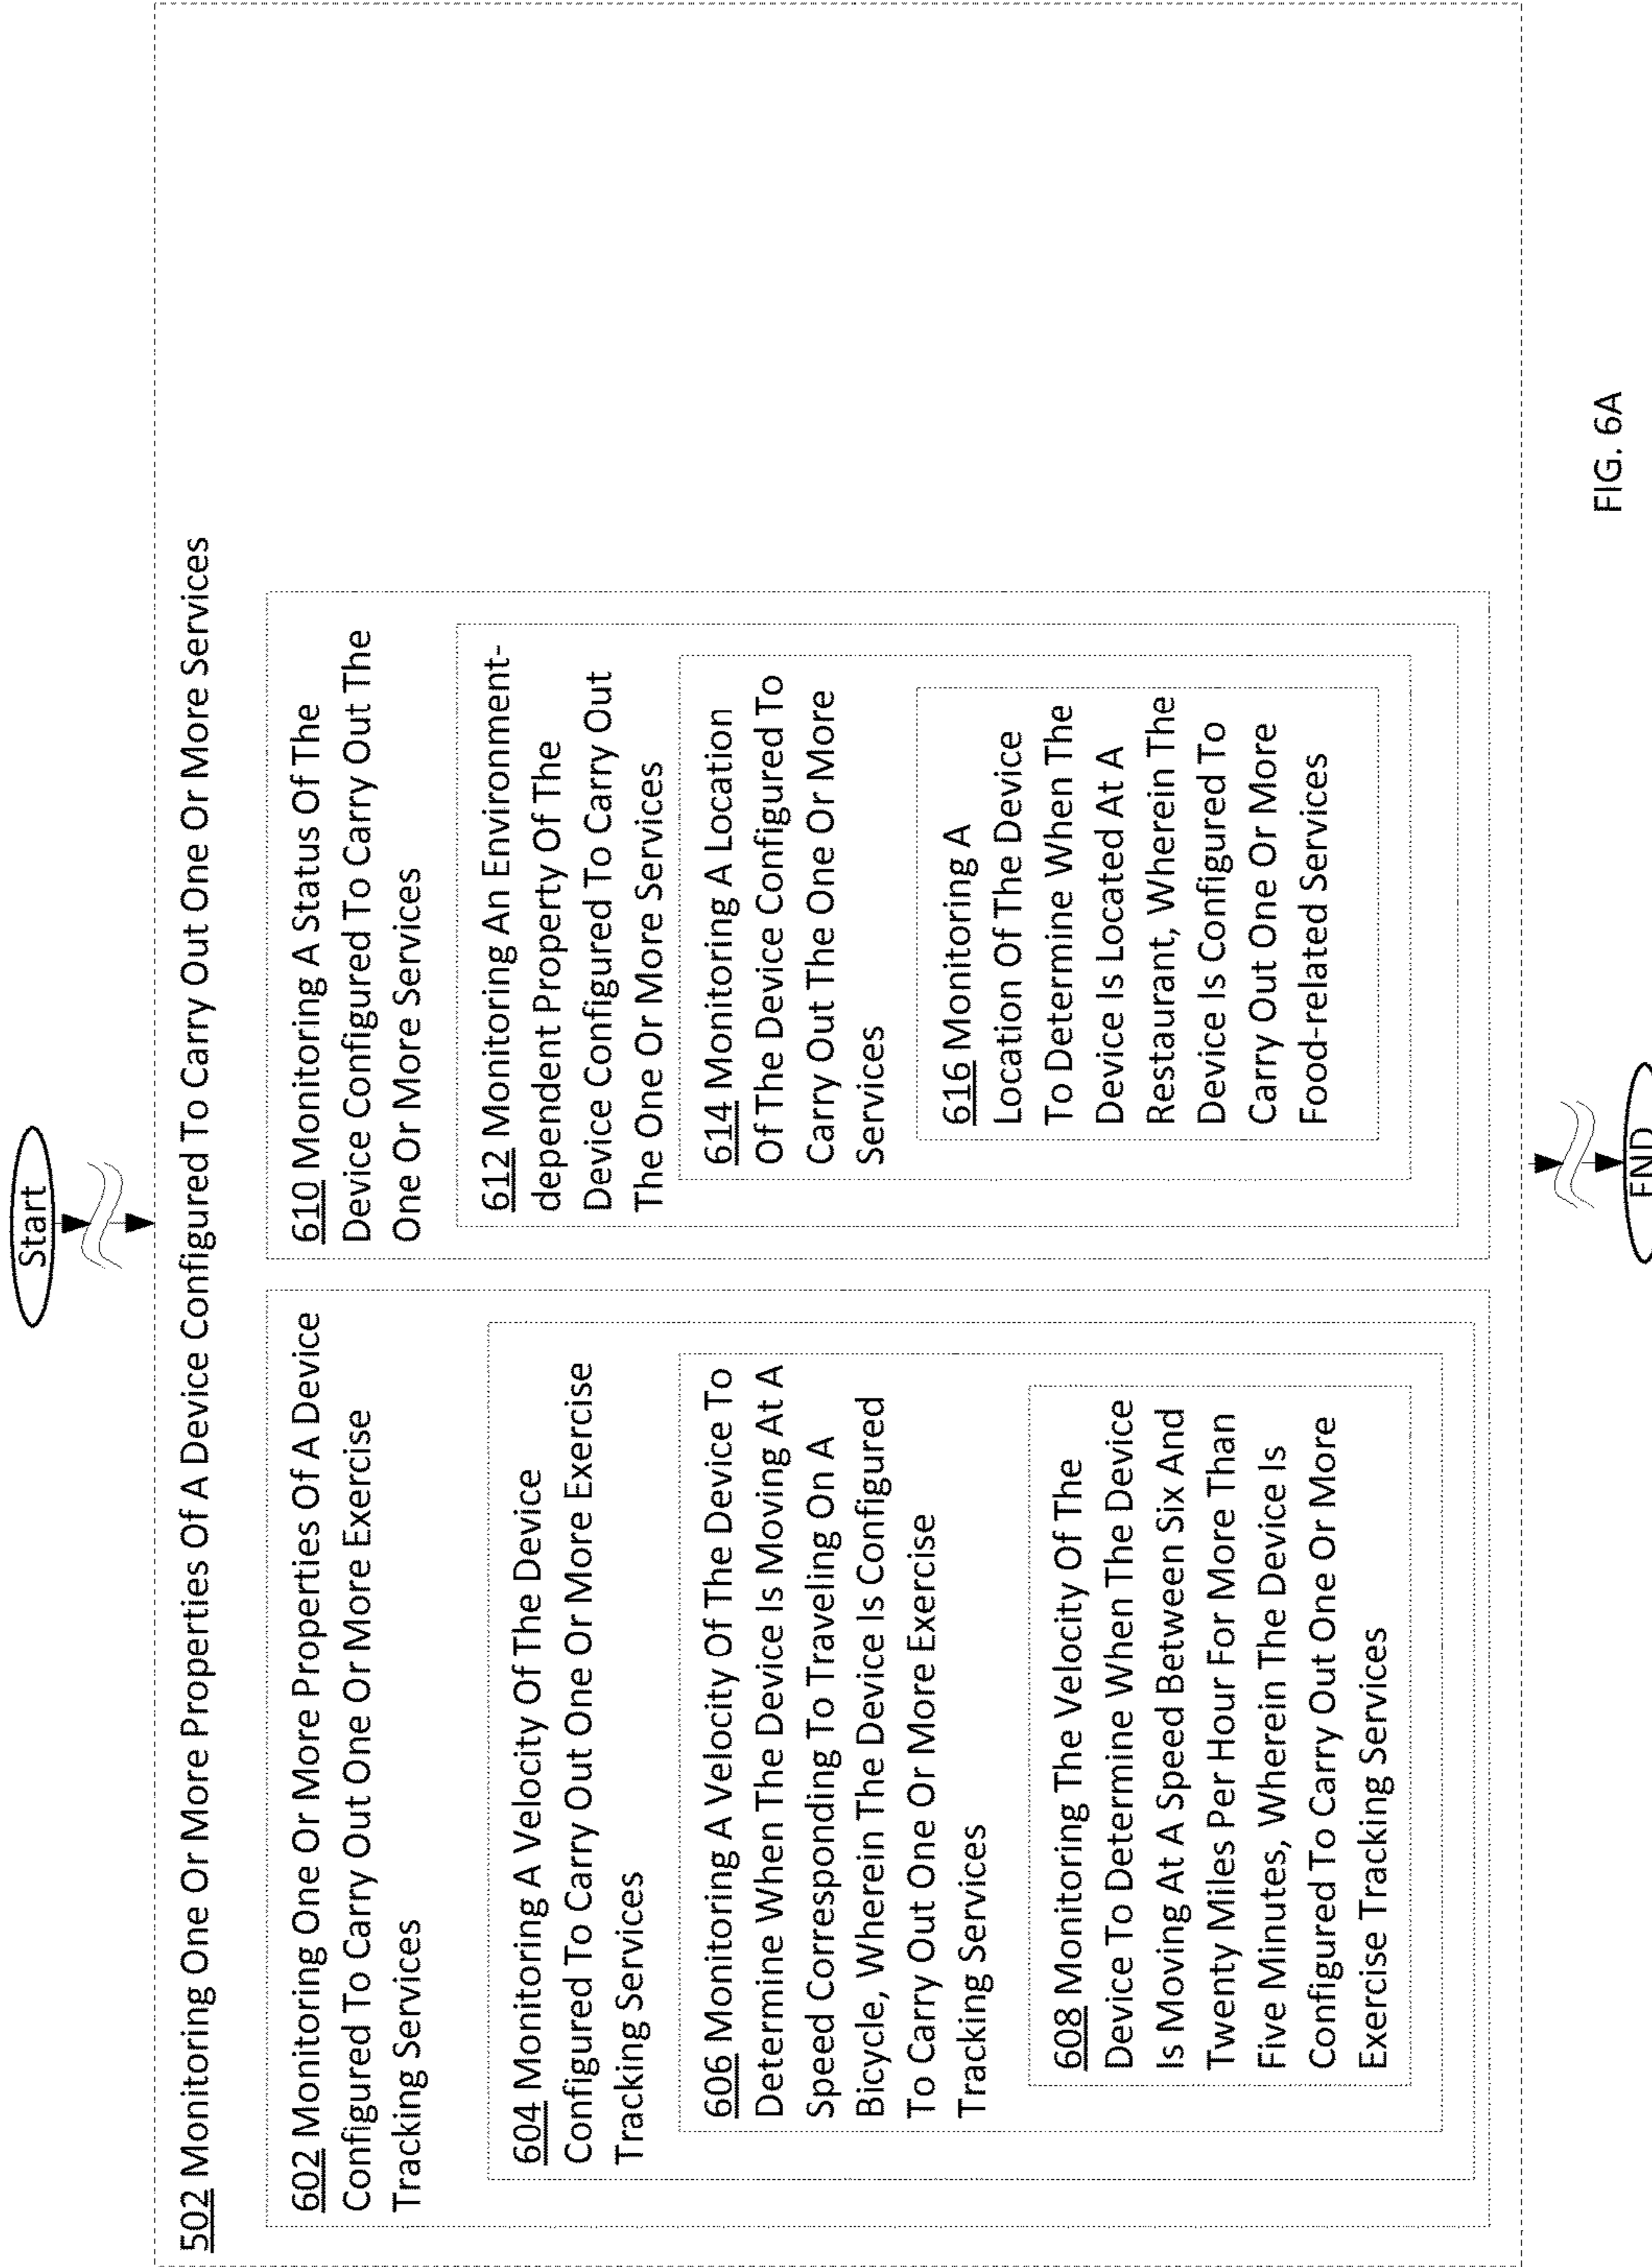 Start
502 Monitoring One Or More Properties Of A Device Configured To Carry Out One Or More Services
602 Monitoring One Or More Properties Of A Device
Configured To Carry Out One Or More Exercise
Tracking Services
604 Monitoring A Velocity Of The Device
Configured To Carry Out One Or More Exercise
Tracking Services
606 Monitoring A Velocity Of The Device To
Determine When The Device Is Moving At A
Speed Corresponding To Traveling On A
Bicycle, Wherein The Device Is Configured
To Carry Out One Or More Exercise
Tracking Services
608 Monitoring The Velocity Of The
Device To Determine When The Device
Is Moving At A Speed Between Six And
Twenty Miles Per Hour For More Than
Five Minutes, Wherein The Device Is
Configured To Carry Out One Or More
Exercise Tracking Services
610 Monitoring A Status Of The
Device Configured To Carry Out The
One Or More Services
612 Monitoring An Environment-
dependent Property Of The
Device Configured To Carry Out
The One Or More Services
614 Monitoring A Location
Of The Device Configured To
Carry Out The One Or More
Services
616 Monitoring A
Location Of The Device
To Determine When The
Device Is Located At A
Restaurant, Wherein The
Device Is Configured To
Carry Out One Or More
Food-related Services
END
FIG. 6A